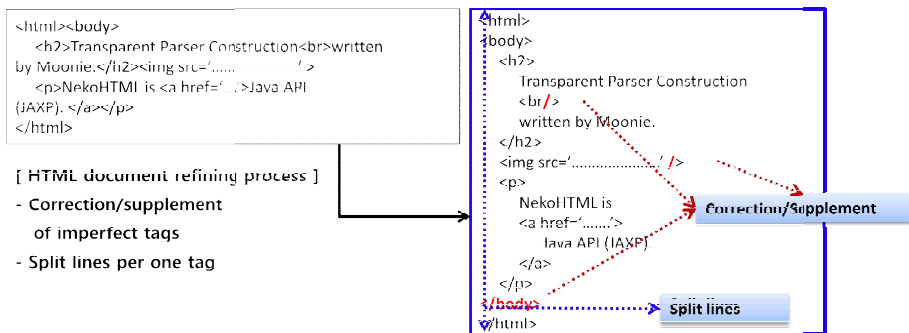 <html><body>
<h2>Transparent Parser Construction<br>written
by Moonie.</h2><img src='...................... ' >
<p>NekoHTML is <a href='...'>Java API
(JAXP). </a></p>
</html>
[ HTML document refining process ]
- Correction/supplement
of imperfect tags
- Split lines per one tag
<html>
<body>
<h2>
Transparent Parser Construction
<br/>
written by Moonie.
</h2>
<img src='......................' />
<p>
NekoHTML is
<a href='.......'>
Java API (JAXP)
</a>
</p>
</body>
</html>
Correction/Supplement
Split lines